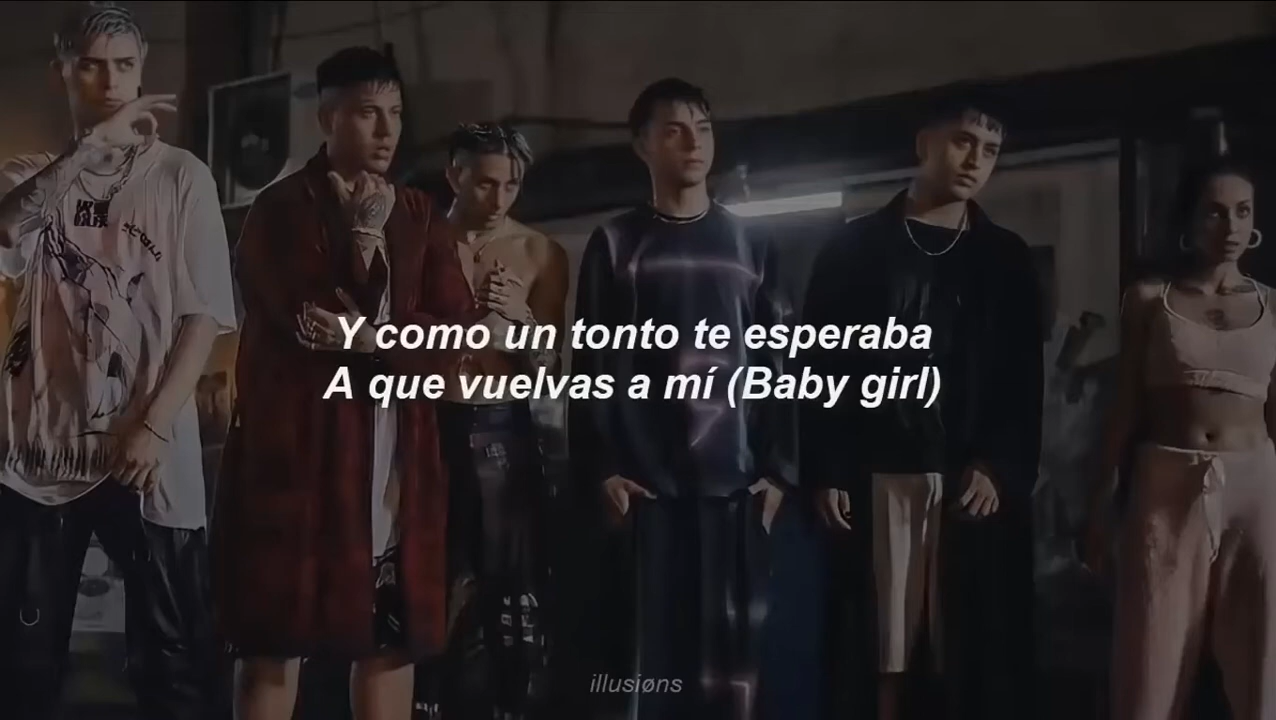 Y como un tonto te esperaba
A que vuelvas a mí (Baby girl)
illusiøns